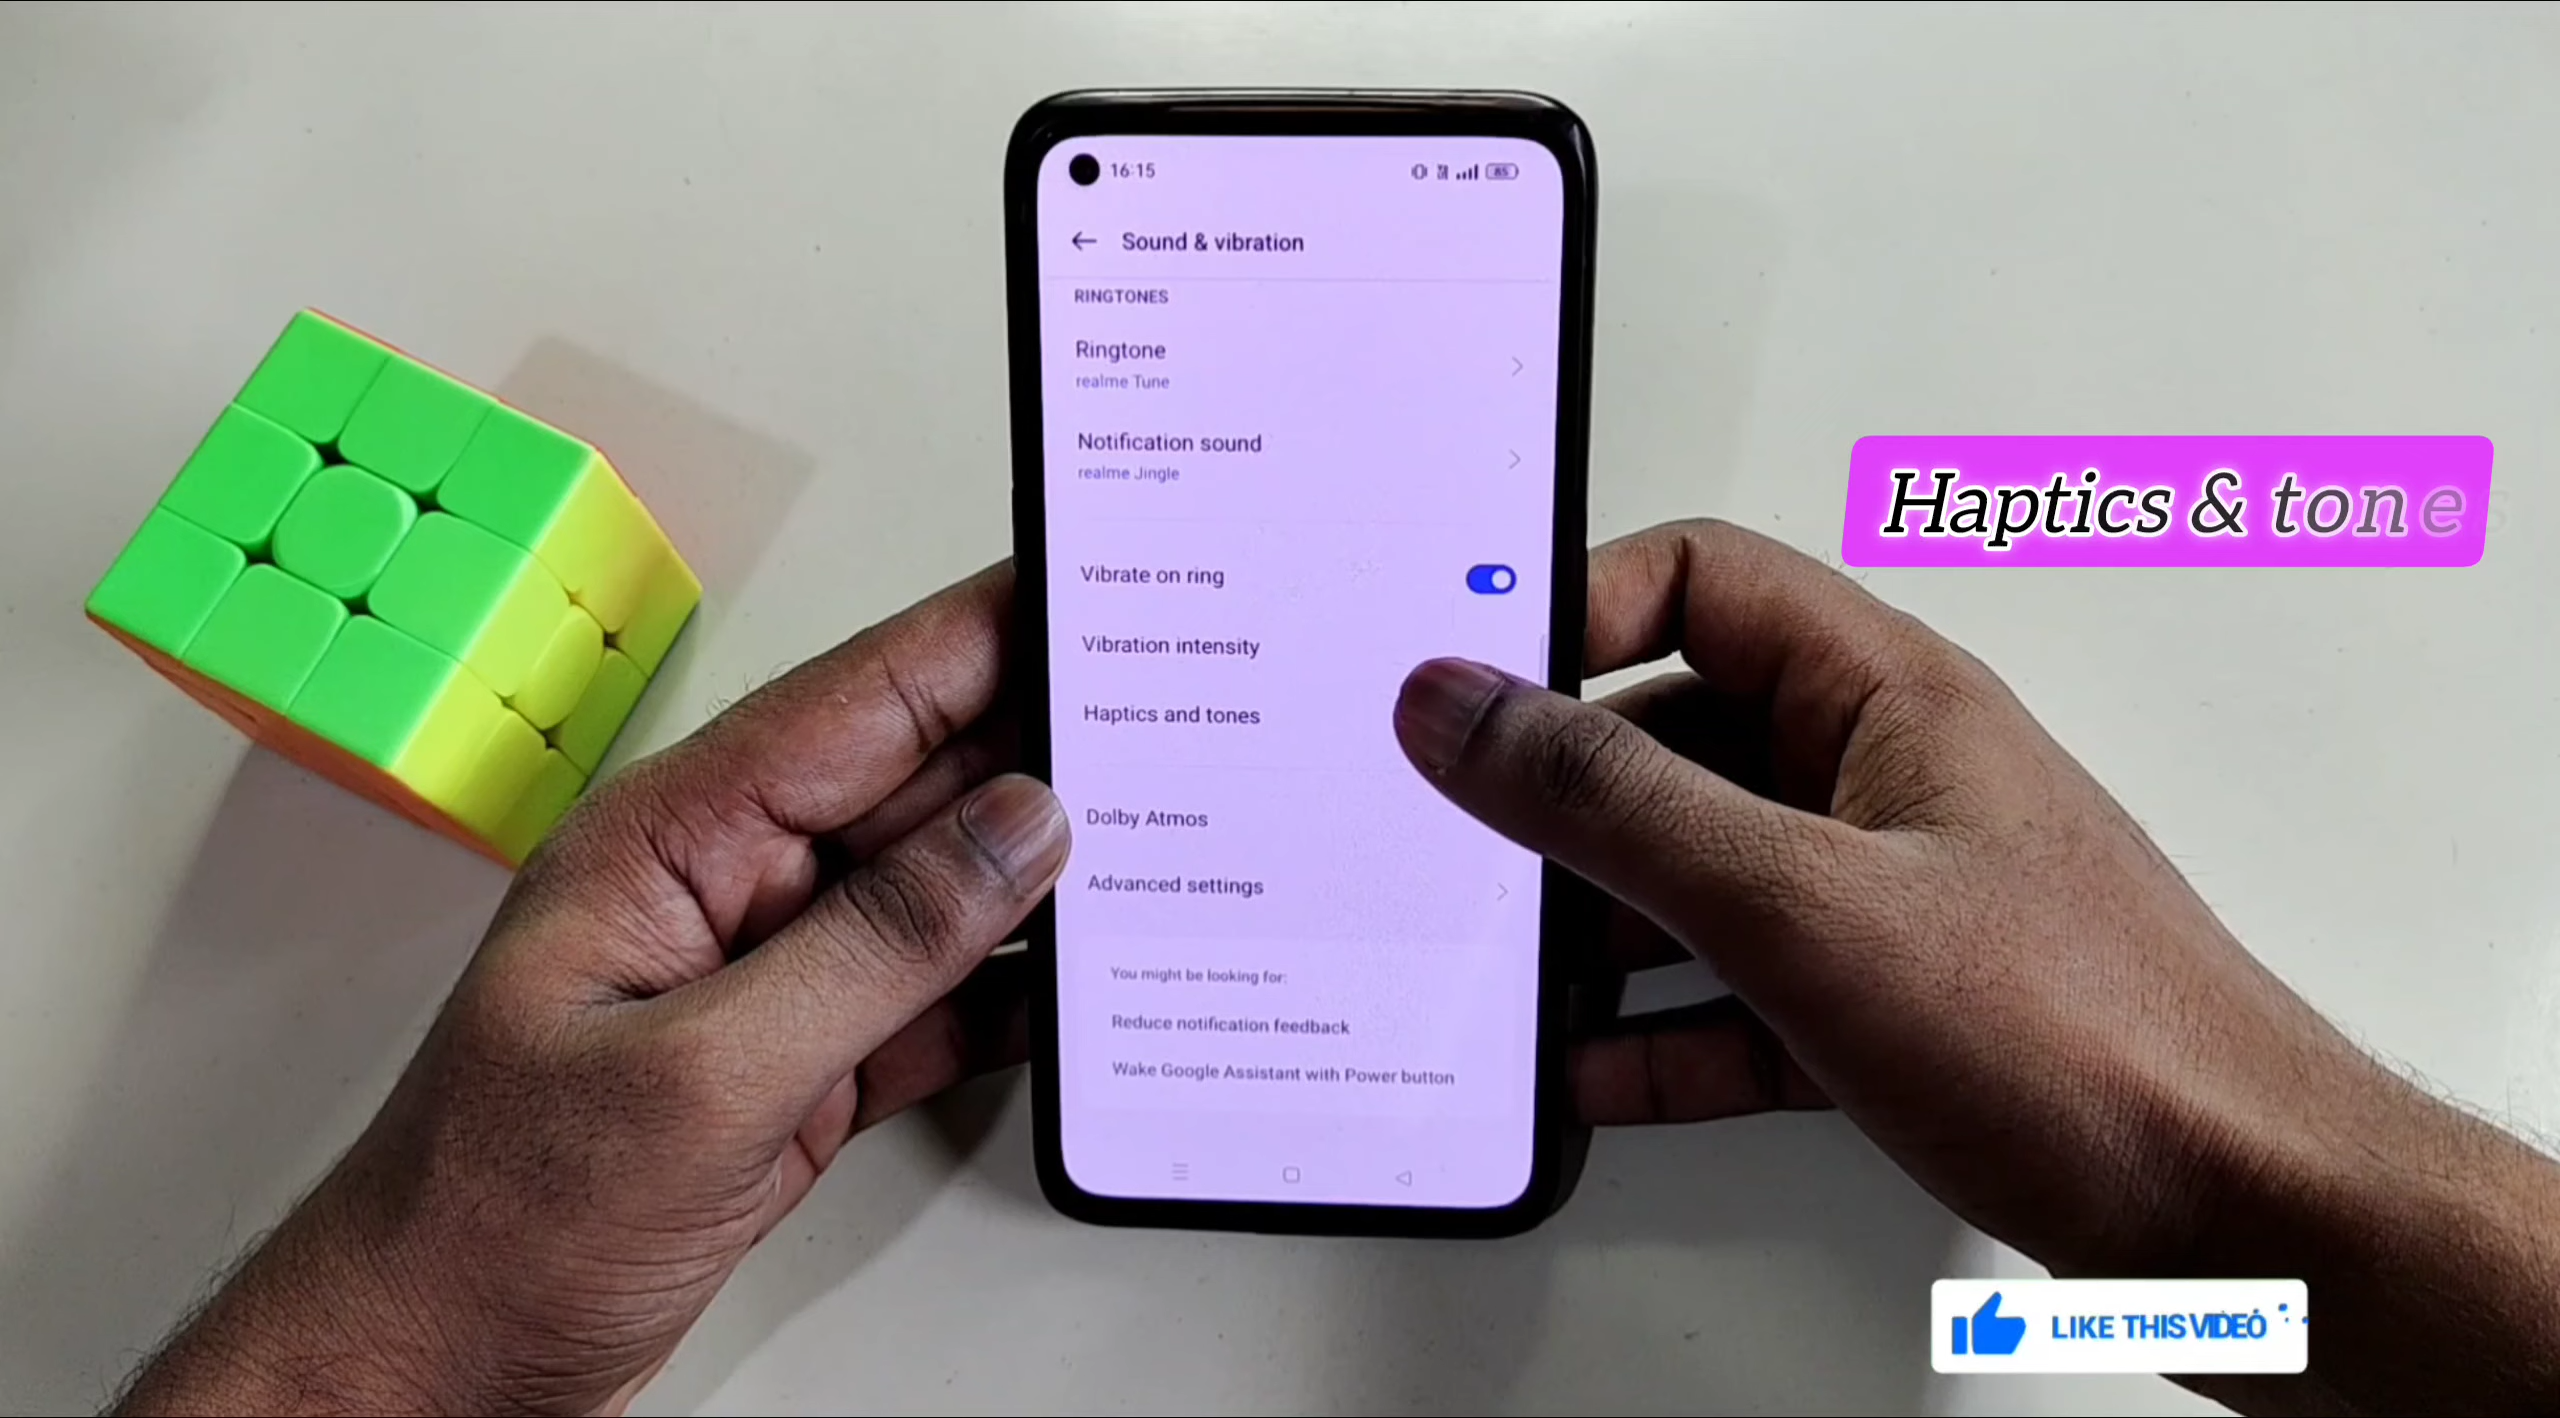 16:15
85
Sound & vibration
RINGTONES
Ringtone
realme Tune
Notification sound
realme Jingle
Vibrate on ring
Vibration intensity
Haptics and tones
Dolby Atmos
Advanced settings
You might be looking for:
Reduce notification feedback
Wake Google Assistant with Power button
Haptics & tones
LIKE THIS VIDEO